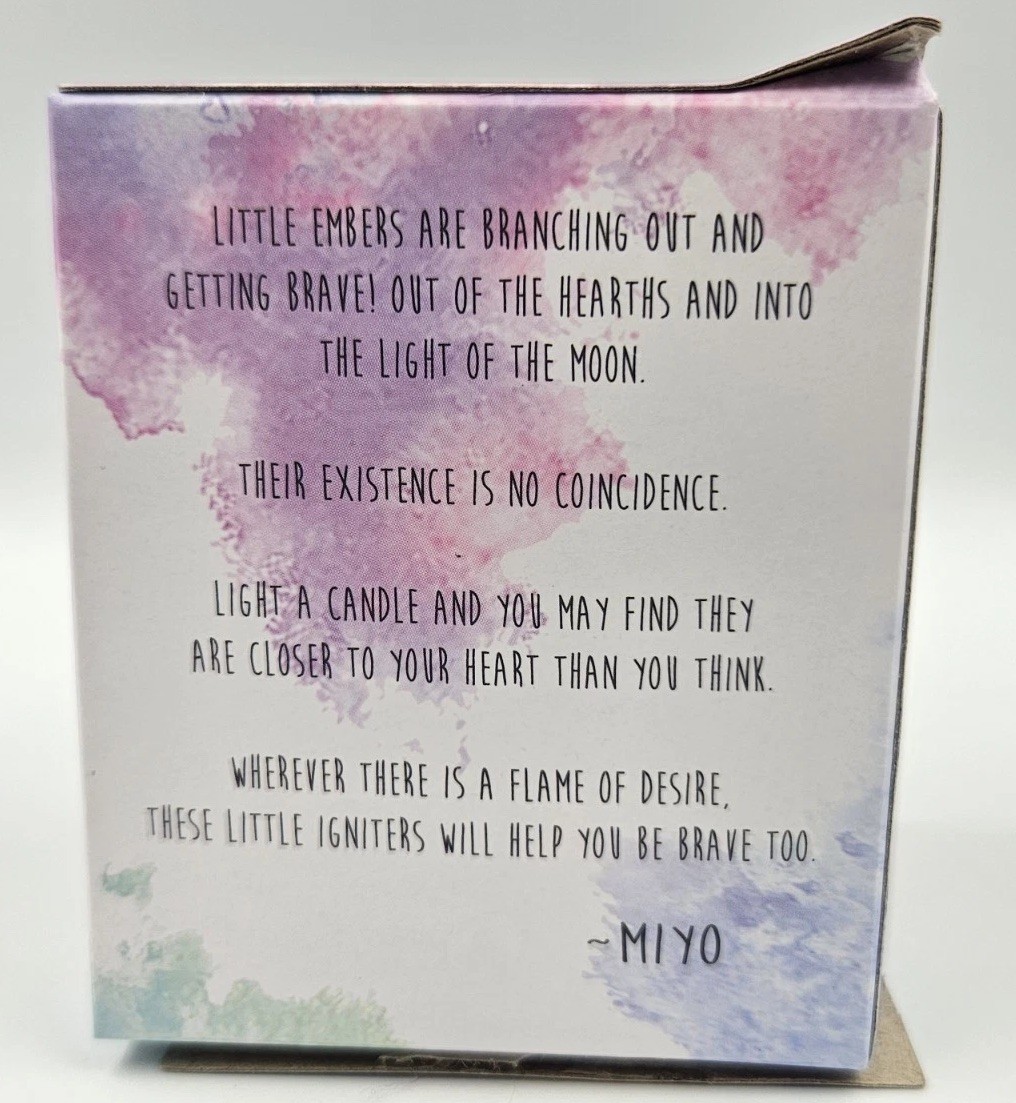 LITTLE EMBERS ARE BRANCHING OUT AND
GETTING BRAVE! OUT OF THE HEARTHS AND INTO
THE LIGHT OF THE MOON.
THEIR EXISTENCE IS NO COINCIDENCE.
LIGHT A CANDLE AND YOU MAY FIND THEY
ARE CLOSER TO YOUR HEART THAN YOU THINK.
WHEREVER THERE IS A FLAME OF DESIRE,
THESE LITTLE IGNITERS WILL HELP YOU BE BRAVE TOO.
~MIYO